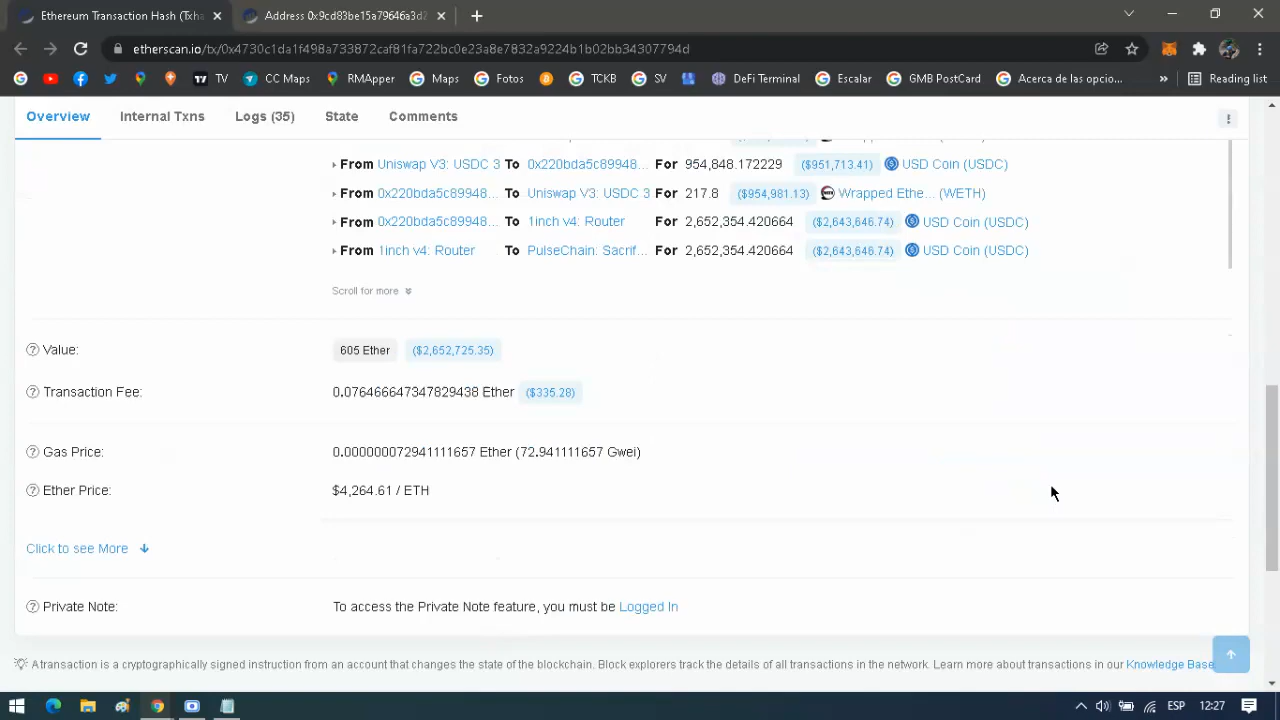 Ethereum Transaction Hash (Txha
Address 0x9cd83be15a79646a3d2
etherscan.io/tx/0x4730c1da1f498a733872caf81fa722bc0e23a8e7832a9224b1b02bb34307794d
TV CC Maps RMApper Maps Fotos TCKB SV DeFi Terminal Escalar GMB PostCard Acerca de las opcio... » Reading list
Overview Internal Txns Logs (35) State Comments
From Uniswap V3: USDC 3 To 0x220bda5c89948... For 954,848.172229 ($951,713.41) USD Coin (USDC)
From 0x220bda5c89948... To Uniswap V3: USDC 3 For 217.8 ($954,981.13) Wrapped Ethe... (WETH)
From 0x220bda5c89948... To 1inch v4: Router For 2,652,354.420664 ($2,643,646.74) USD Coin (USDC)
From 1inch v4: Router To PulseChain: Sacrif... For 2,652,354.420664 ($2,643,646.74) USD Coin (USDC)
Scroll for more
Value: 605 Ether ($2,652,725.35)
Transaction Fee: 0.076466647347829438 Ether ($335.28)
Gas Price: 0.000000072941111657 Ether (72.941111657 Gwei)
Ether Price: $4,264.61 / ETH
Click to see More
Private Note: To access the Private Note feature, you must be Logged In
A transaction is a cryptographically signed instruction from an account that changes the state of the blockchain. Block explorers track the details of all transactions in the network. Learn more about transactions in our Knowledge Base
ESP 12:27